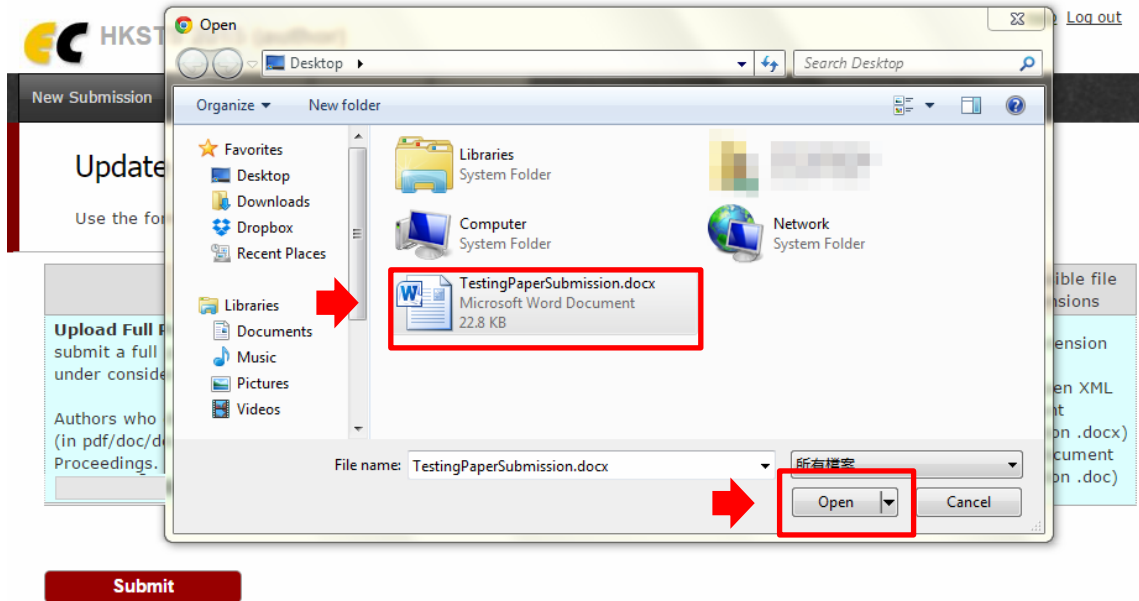 EC HKST
Log out
New Submission
Update
Use the for
Open
Desktop
Search Desktop
Organize
New folder
Favorites
Desktop
Downloads
Dropbox
Recent Places
Libraries
Documents
Music
Pictures
Videos
Libraries
System Folder
Computer
System Folder
Network
System Folder
TestingPaperSubmission.docx
Microsoft Word Document
22.8 KB
File name: TestingPaperSubmission.docx
所有檔案
Open
Cancel
Upload Full P
submit a full
under conside
Authors who
(in pdf/doc/d
Proceedings.
ible file
nsions
ension
en XML
nt
on .docx)
cument
on .doc)
Submit